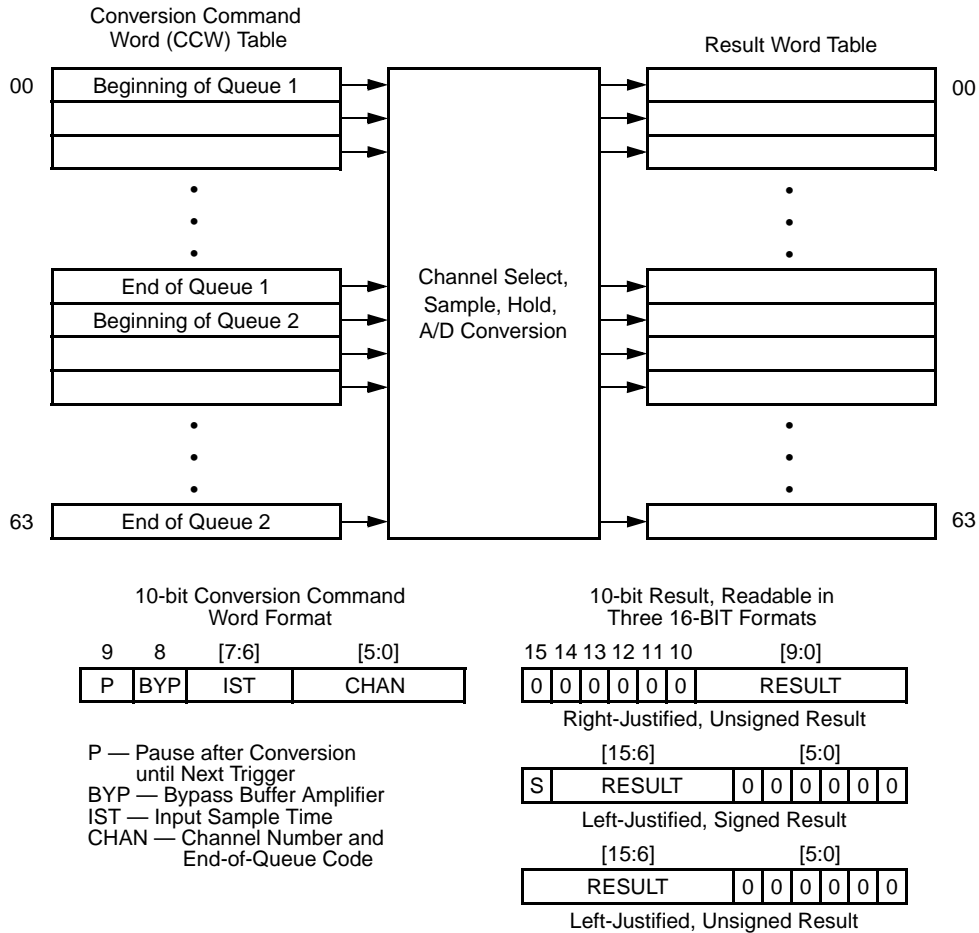 Conversion Command
Word (CCW) Table
Result Word Table
00 Beginning of Queue 1 00
End of Queue 1
Beginning of Queue 2
Channel Select,
Sample, Hold,
A/D Conversion
63 End of Queue 2 63
10-bit Conversion Command
Word Format
9 8 [7:6] [5:0]
P BYP IST CHAN
P — Pause after Conversion
until Next Trigger
BYP — Bypass Buffer Amplifier
IST — Input Sample Time
CHAN — Channel Number and
End-of-Queue Code
10-bit Result, Readable in
Three 16-BIT Formats
15 14 13 12 11 10 [9:0]
0 0 0 0 0 0 RESULT
Right-Justified, Unsigned Result
[15:6] [5:0]
S RESULT 0 0 0 0 0 0
Left-Justified, Signed Result
[15:6] [5:0]
RESULT 0 0 0 0 0 0
Left-Justified, Unsigned Result